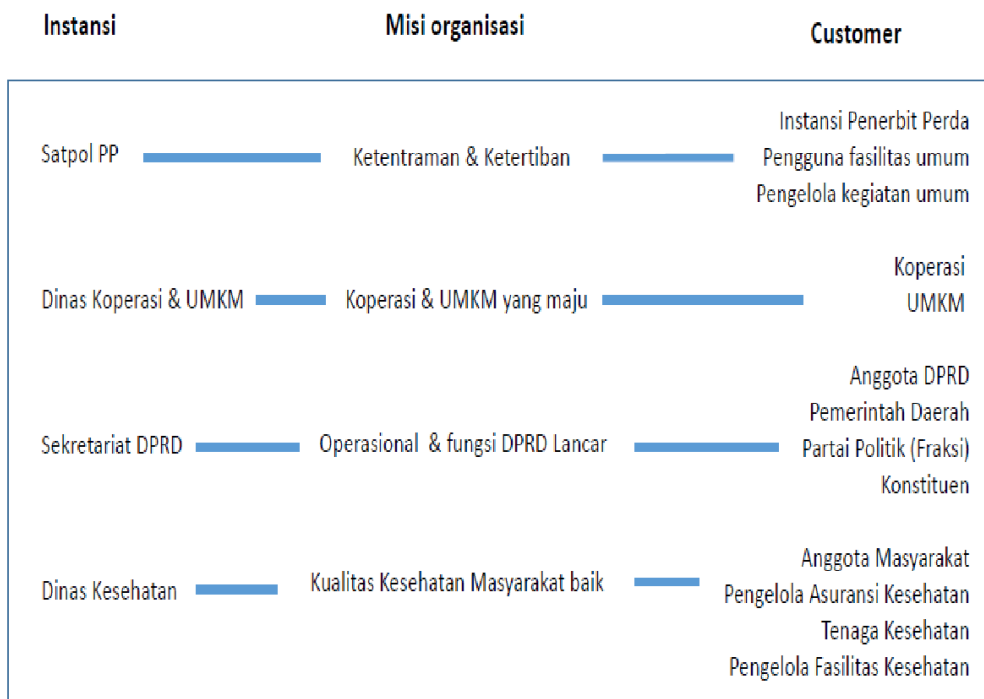 Instansi
Misi organisasi
Customer
Satpol PP
Ketentraman & Ketertiban
Instansi Penerbit Perda
Pengguna fasilitas umum
Pengelola kegiatan umum
Dinas Koperasi & UMKM
Koperasi & UMKM yang maju
Koperasi
UMKM
Sekretariat DPRD
Operasional & fungsi DPRD Lancar
Anggota DPRD
Pemerintah Daerah
Partai Politik (Fraksi)
Konstituen
Dinas Kesehatan
Kualitas Kesehatan Masyarakat baik
Anggota Masyarakat
Pengelola Asuransi Kesehatan
Tenaga Kesehatan
Pengelola Fasilitas Kesehatan